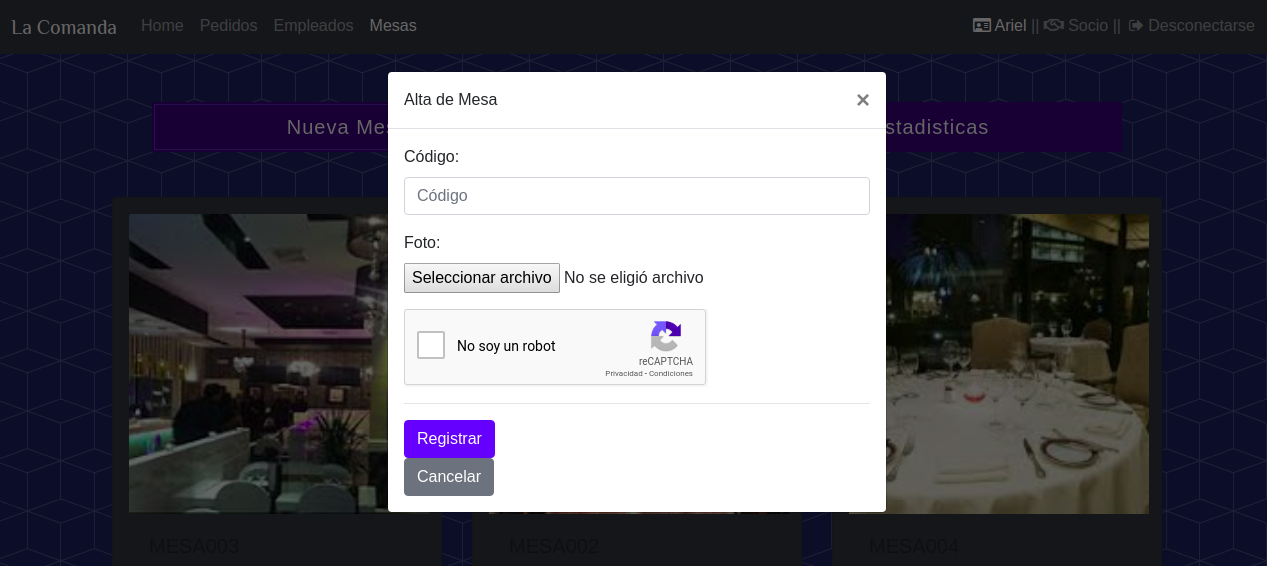 La Comanda Home Pedidos Empleados Mesas Ariel || Socio || Desconectarse
Alta de Mesa ×
Nueva Mes stadisticas
Código:
Código
Foto:
Seleccionar archivo No se eligió archivo
No soy un robot
reCAPTCHA
Privacidad - Condiciones
Registrar
Cancelar
MESA003 MESA002 MESA004